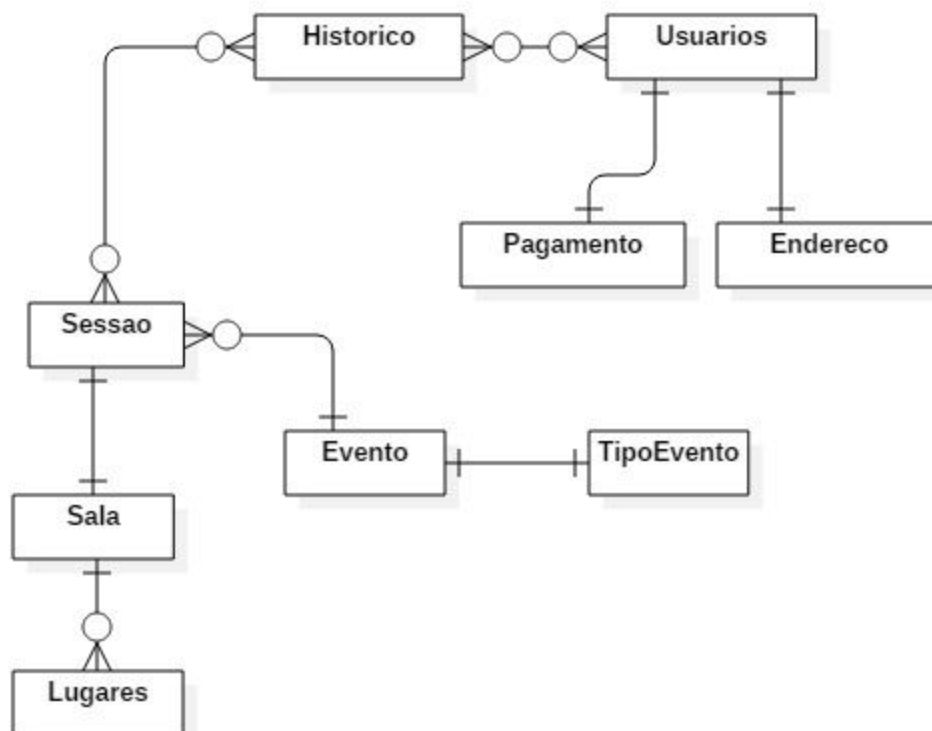 Historico
Usuarios
Pagamento
Endereco
Sessao
Evento
TipoEvento
Sala
Lugares